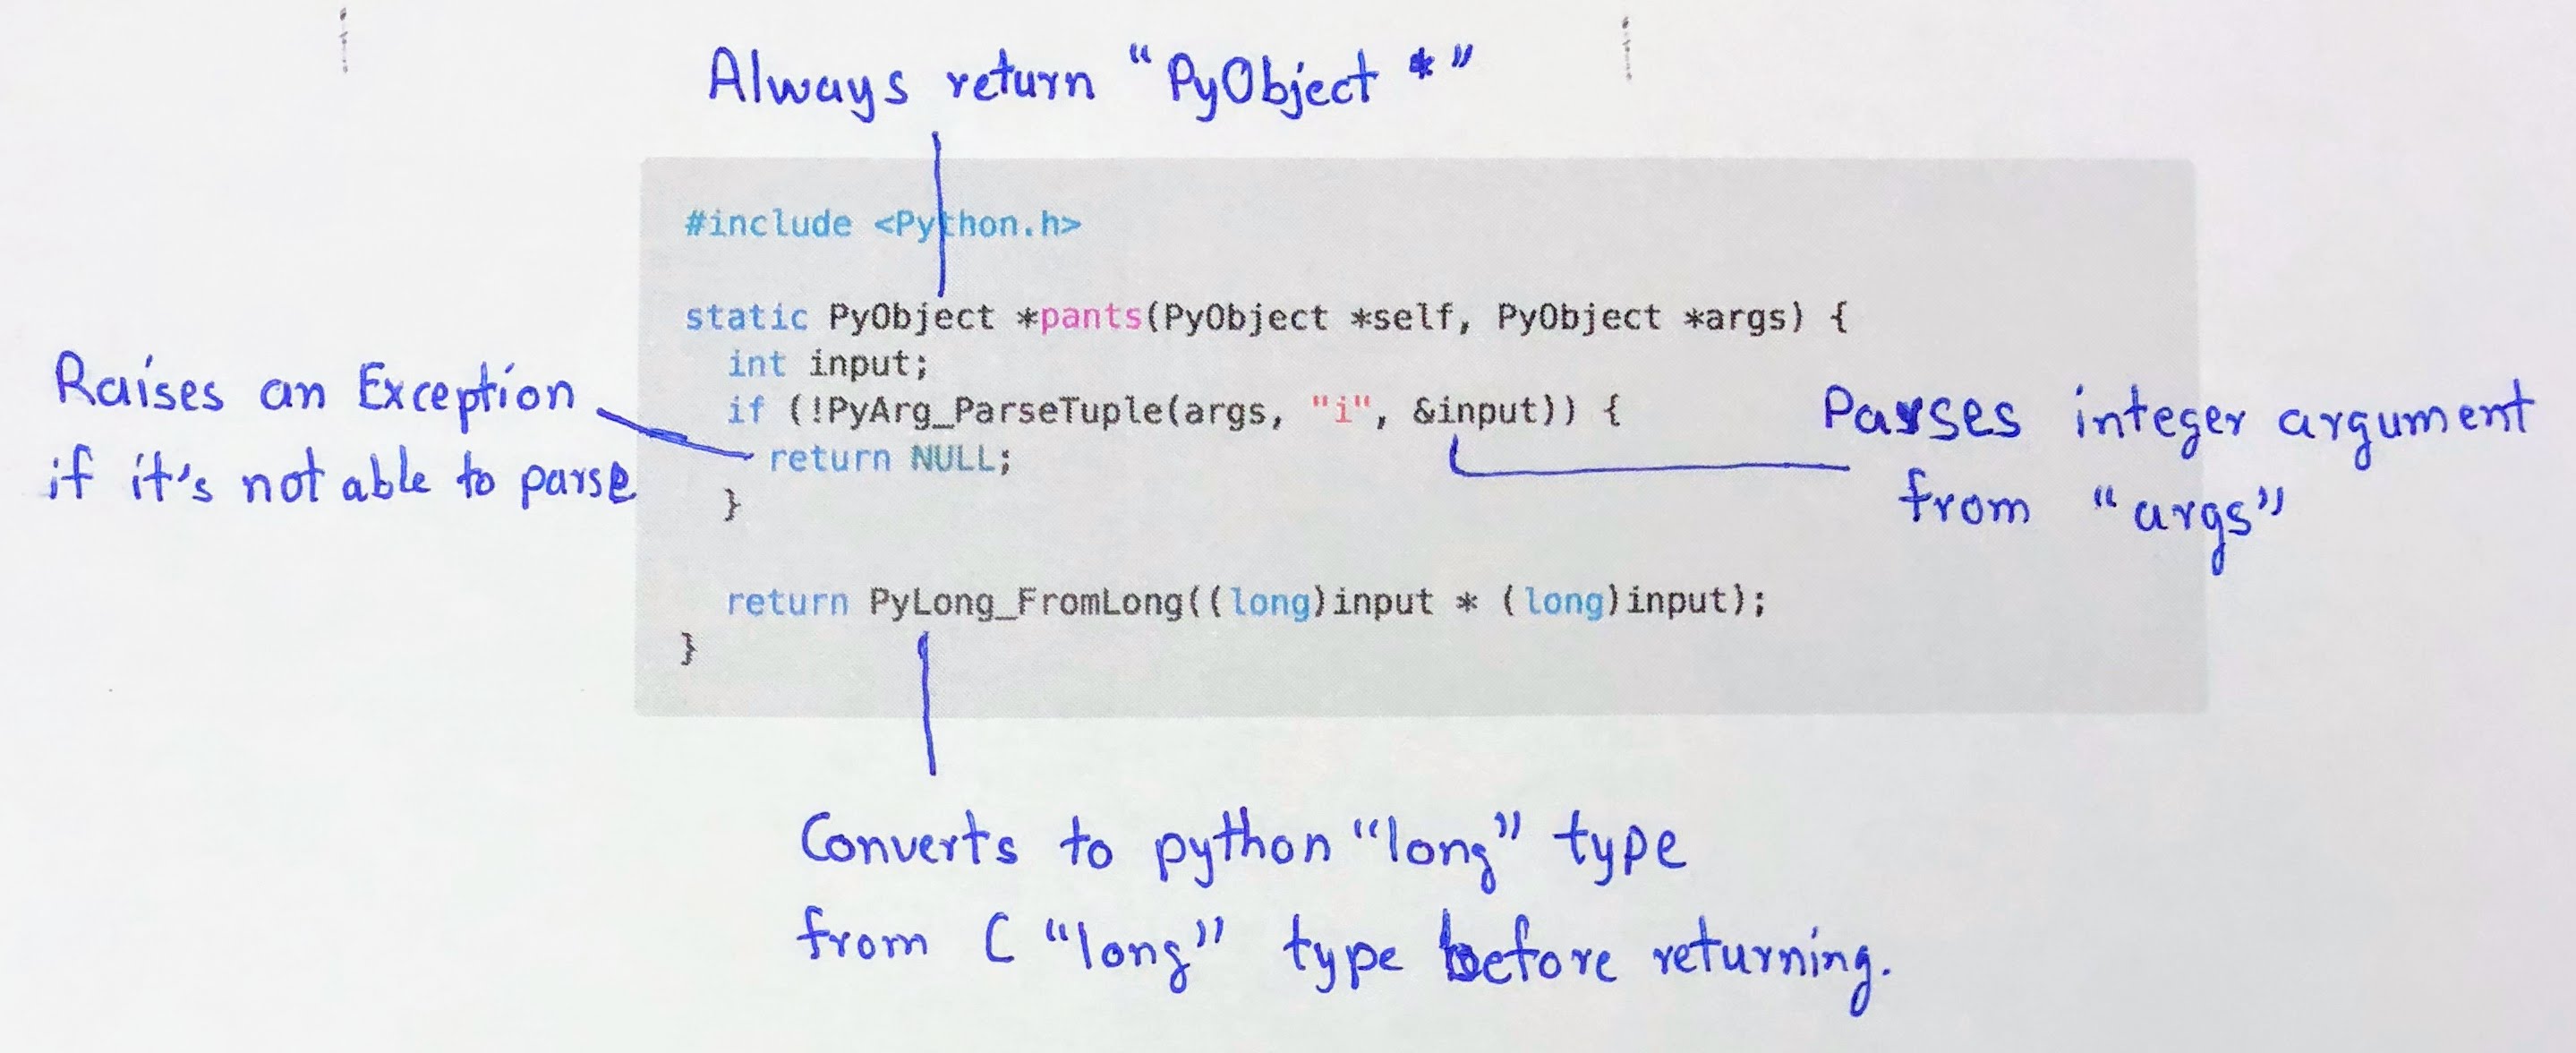 Always return “PyObject *”
#include <Python.h>
static PyObject *pants(PyObject *self, PyObject *args) {
int input;
if (!PyArg_ParseTuple(args, "i", &input)) {
return NULL;
}
return PyLong_FromLong((long)input * (long)input);
}
Raises an Exception
if it's not able to parse
Parses integer argument
from “args”
Converts to python “long” type
from C “long” type before returning.